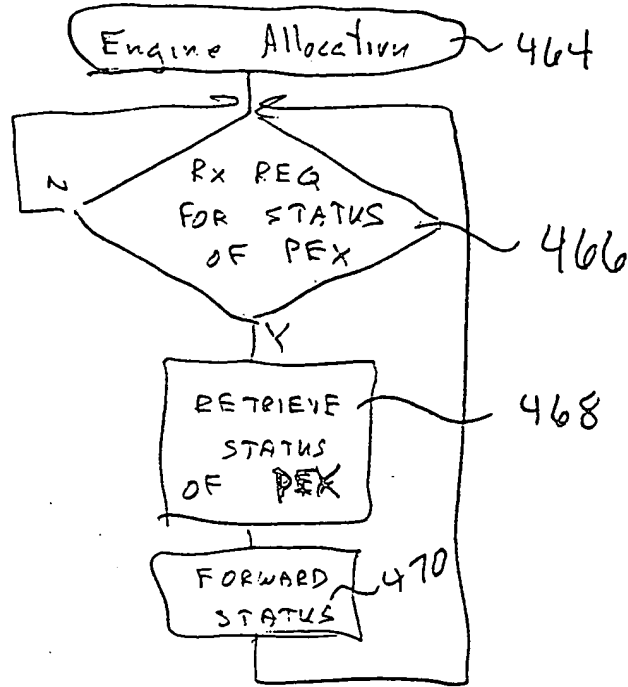 Engine Allocation
464
Rx REQ
FOR STATUS
OF PEX
466
N
Y
RETRIEVE
STATUS
OF PEX
468
FORWARD
STATUS
470